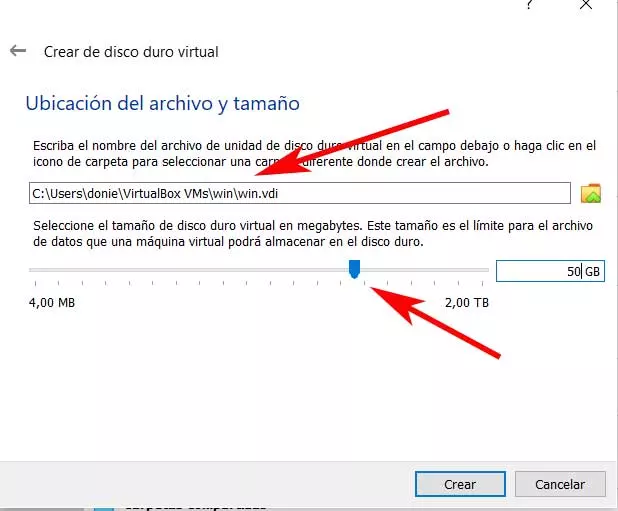 ?
Crear de disco duro virtual
Ubicación del archivo y tamaño
Escriba el nombre del archivo de unidad de disco duro virtual en el campo debajo o haga clic en el
icono de carpeta para seleccionar una carpeta diferente donde crear el archivo.
C:\Users\donie\VirtualBox VMs\win\win.vdi
Seleccione el tamaño de disco duro virtual en megabytes. Este tamaño es el límite para el archivo
de datos que una máquina virtual podrá almacenar en el disco duro.
50 GB
4,00 MB 2,00 TB
Crear Cancelar